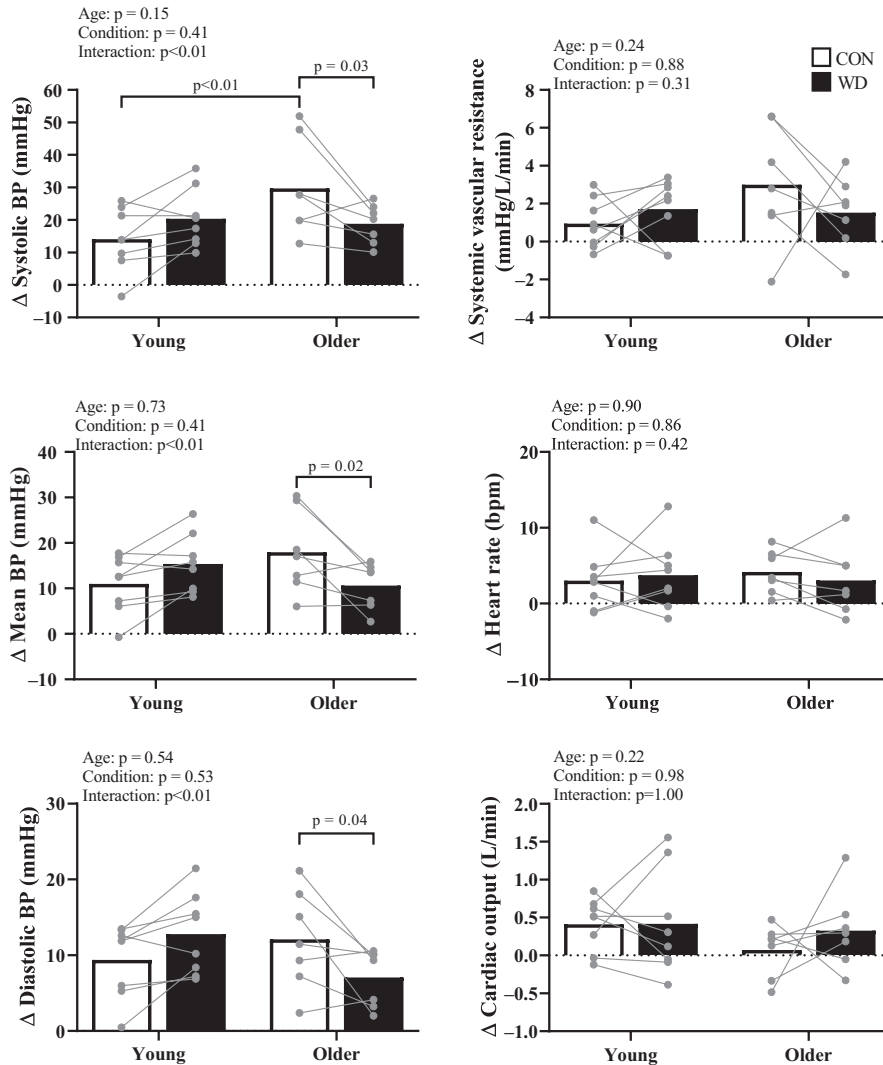 Age: p = 0.15
Condition: p = 0.41
Interaction: p<0.01
p<0.01
p = 0.03
Δ Systolic BP (mmHg)
60
50
40
30
20
10
0
–10
Young
Older
Age: p = 0.24
Condition: p = 0.88
Interaction: p = 0.31
CON
WD
Δ Systemic vascular resistance
(mmHg/L/min)
8
6
4
2
0
–2
–4
Young
Older
Age: p = 0.73
Condition: p = 0.41
Interaction: p<0.01
p = 0.02
Δ Mean BP (mmHg)
40
30
20
10
0
–10
Young
Older
Age: p = 0.90
Condition: p = 0.86
Interaction: p = 0.42
Δ Heart rate (bpm)
20
10
0
–10
Young
Older
Age: p = 0.54
Condition: p = 0.53
Interaction: p<0.01
p = 0.04
Δ Diastolic BP (mmHg)
30
20
10
0
Young
Older
Age: p = 0.22
Condition: p = 0.98
Interaction: p=1.00
Δ Cardiac output (L/min)
2.0
1.5
1.0
0.5
0.0
–0.5
–1.0
Young
Older